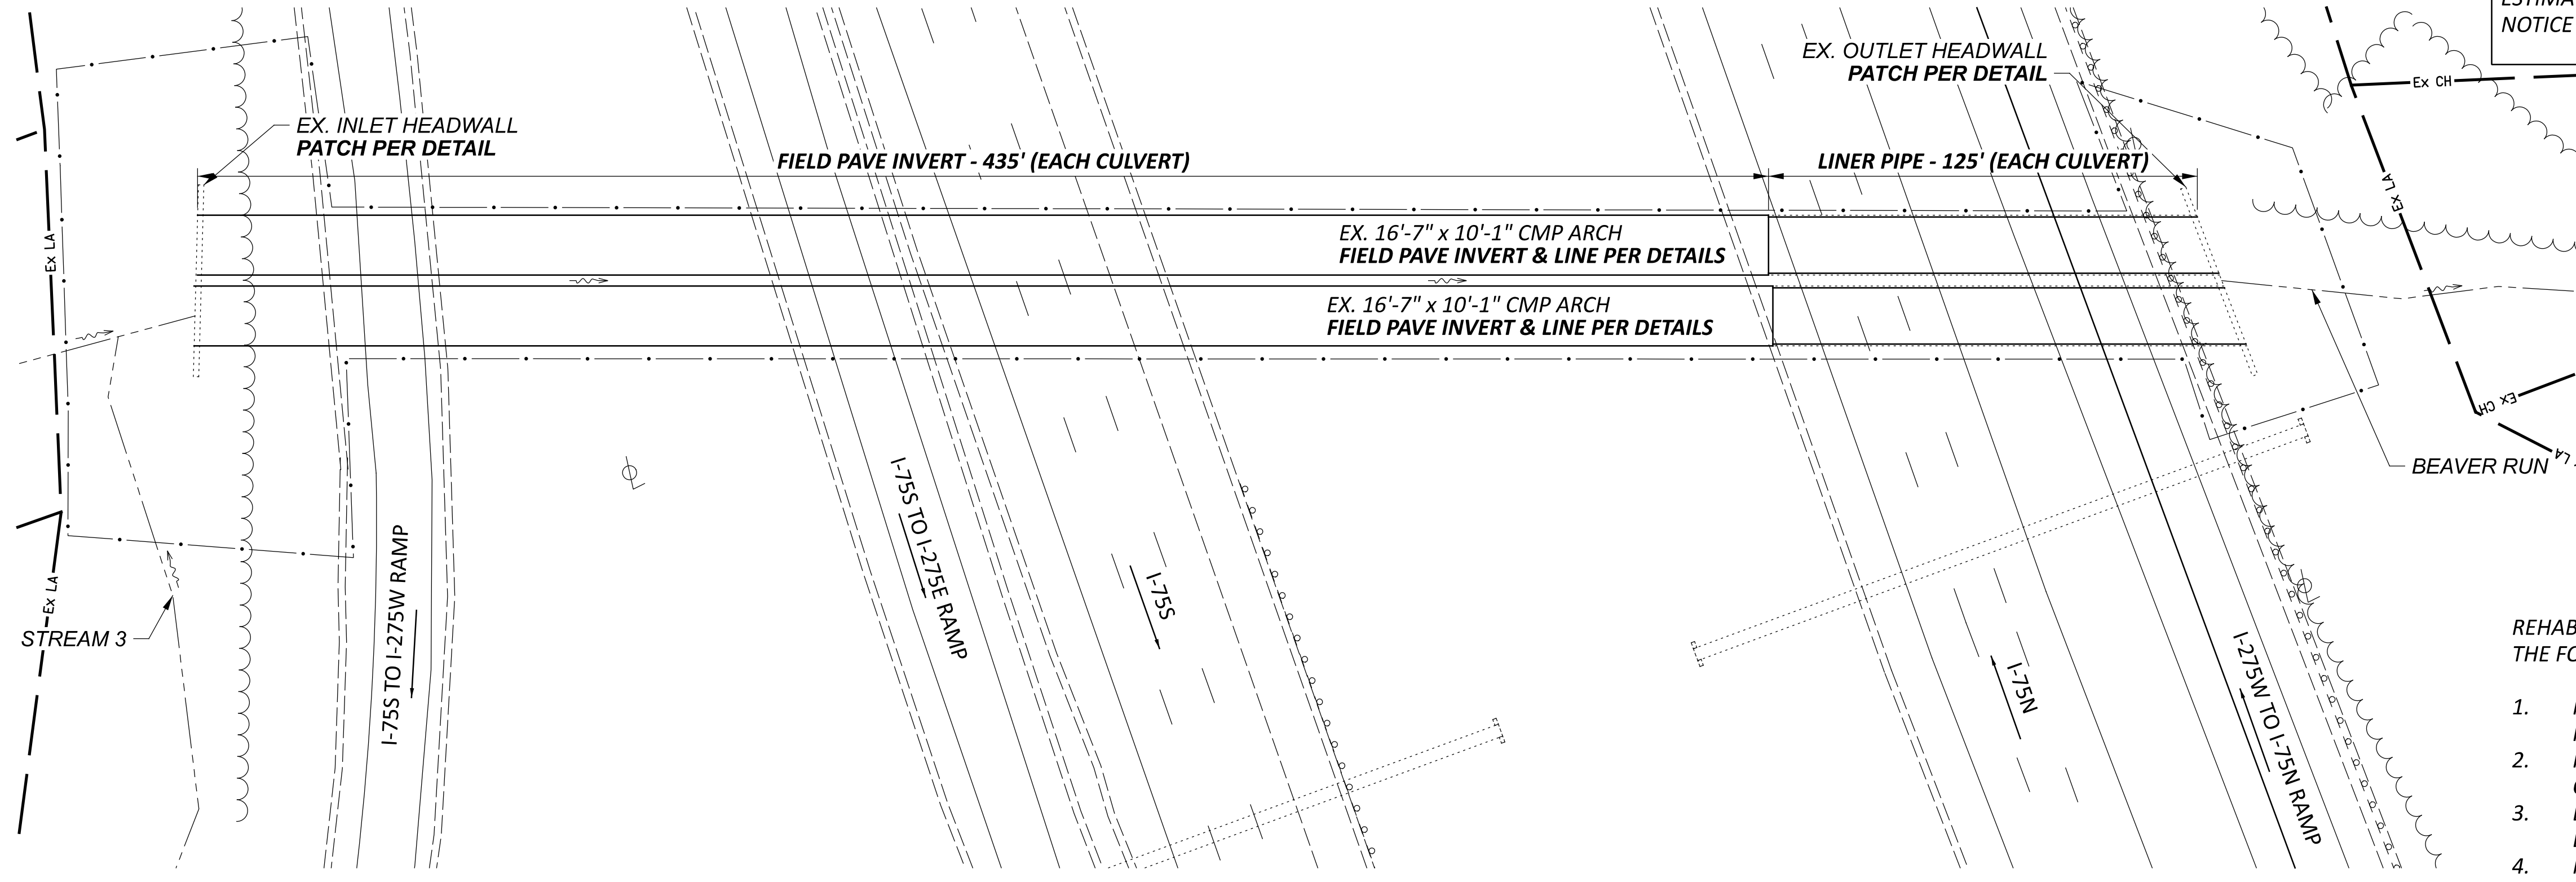 ESTIMA
NOTICE
EX. OUTLET HEADWALL
PATCH PER DETAIL
Ex CH
EX. INLET HEADWALL
PATCH PER DETAIL
FIELD PAVE INVERT - 435' (EACH CULVERT)
LINER PIPE - 125' (EACH CULVERT)
Ex LA
Ex LA
EX. 16'-7" x 10'-1" CMP ARCH
FIELD PAVE INVERT & LINE PER DETAILS
EX. 16'-7" x 10'-1" CMP ARCH
FIELD PAVE INVERT & LINE PER DETAILS
Ex CH
LA
BEAVER RUN
I-75S TO I-275W RAMP
I-75S TO I-275E RAMP
I-75S
I-75N
I-275W TO I-75N RAMP
Ex LA
STREAM 3
REHAB
THE FO
1.
2.
3.
4.